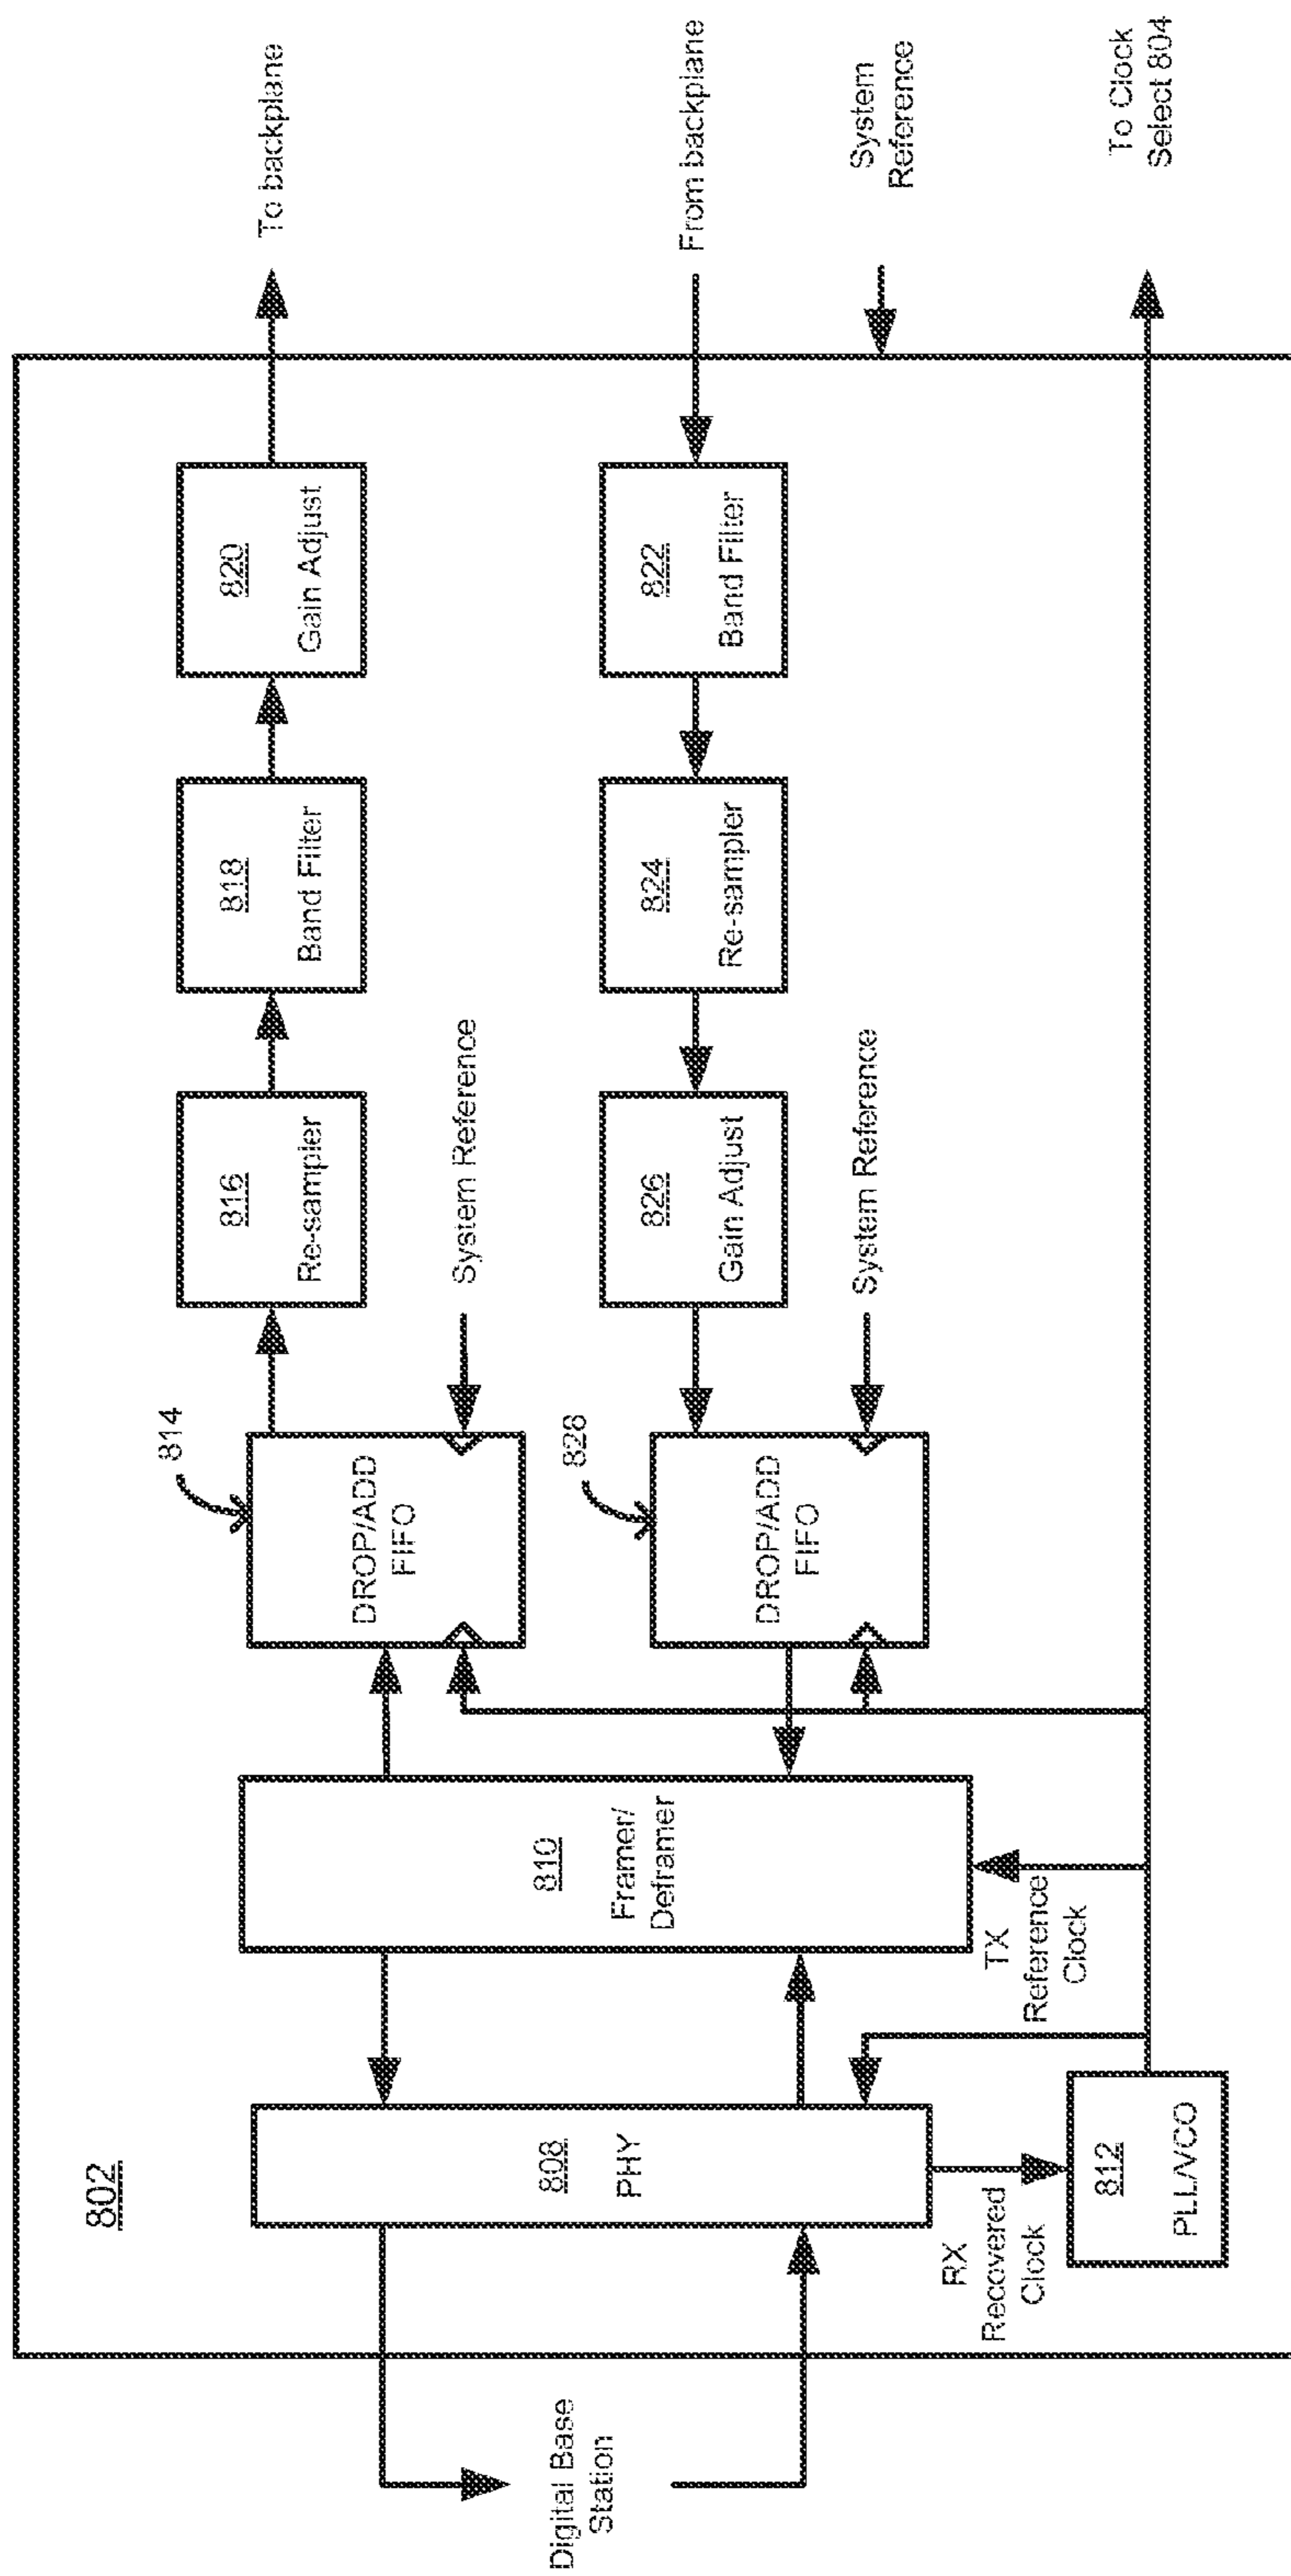 802
Digital Base
Station
808
PHY
RX
Recovered
Clock
812
PLL/VCO
810
Framer/
Deframer
TX
Reference
Clock
814
DROP/ADD
FIFO
System Reference
816
Re-sampler
818
Band Filter
820
Gain Adjust
To backplane
828
DROP/ADD
FIFO
System Reference
826
Gain Adjust
824
Re-sampler
822
Band Filter
From backplane
System
Reference
To Clock
Select 804